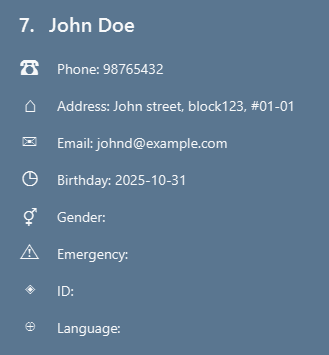 7. John Doe
Phone: 98765432
Address: John street, block123, #01-01
Email: johnd@example.com
Birthday: 2025-10-31
Gender:
Emergency:
ID:
Language: